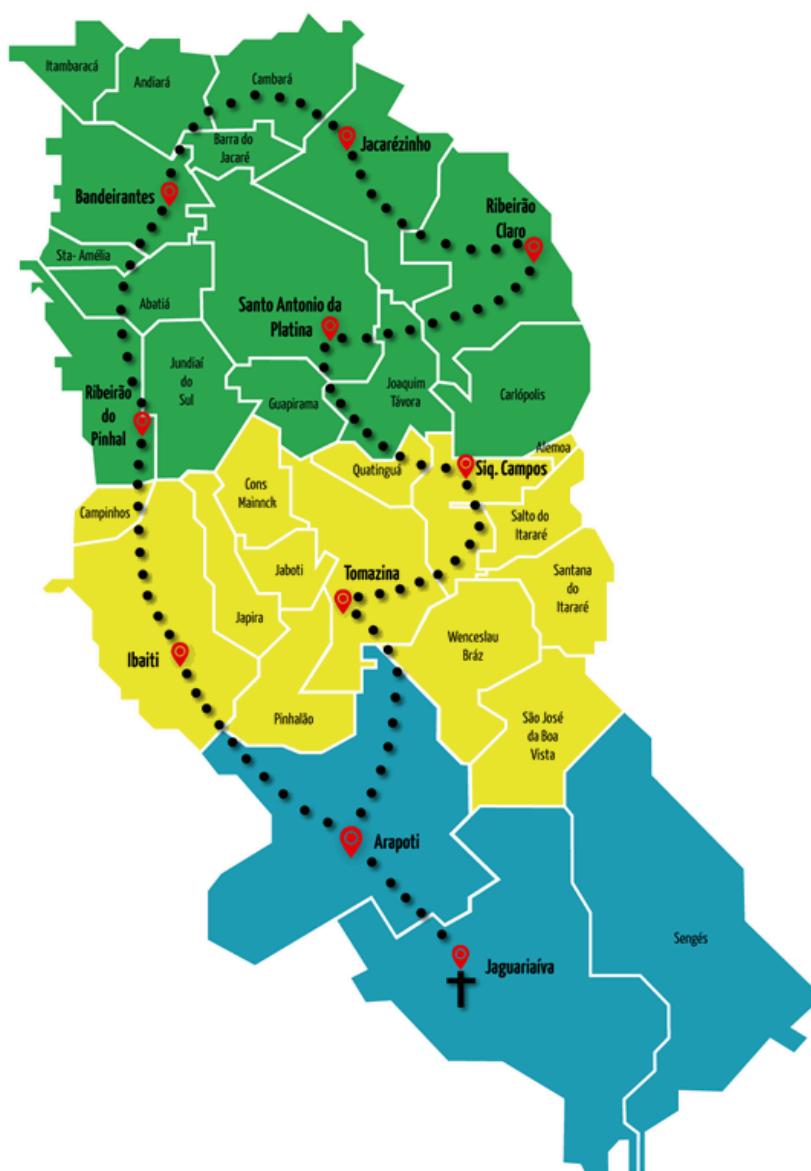 Itambaracá
Andiará
Cambará
Barra do
Jacaré
Jacarézinho
Bandeirantes
Ribeirão
Claro
Sta- Amélia
Abatiá
Santo Antonio da
Platina
Jundiaí
do
Sul
Ribeirão
do
Pinhal
Guapirama
Joaquim
Távora
Carlópolis
Quatinguá
Siq. Campos
Alemoa
Cons
Mainnck
Campinhos
Salto do
Itararé
Jaboti
Tomazina
Santana
do
Itararé
Japira
Wenceslau
Bráz
Ibaiti
Pinhalão
São José
da Boa
Vista
Arapoti
Sengés
Jaguariaíva